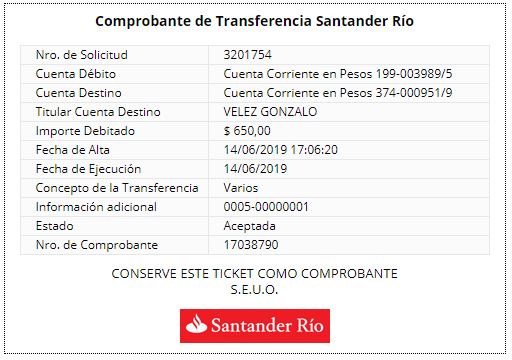 Comprobante de Transferencia Santander Río
Nro. de Solicitud 3201754
Cuenta Débito Cuenta Corriente en Pesos 199-003989/5
Cuenta Destino Cuenta Corriente en Pesos 374-000951/9
Titular Cuenta Destino VELEZ GONZALO
Importe Debitado $ 650,00
Fecha de Alta 14/06/2019 17:06:20
Fecha de Ejecución 14/06/2019
Concepto de la Transferencia Varios
Información adicional 0005-00000001
Estado Aceptada
Nro. de Comprobante 17038790
CONSERVE ESTE TICKET COMO COMPROBANTE
S.E.U.O.
Santander Río